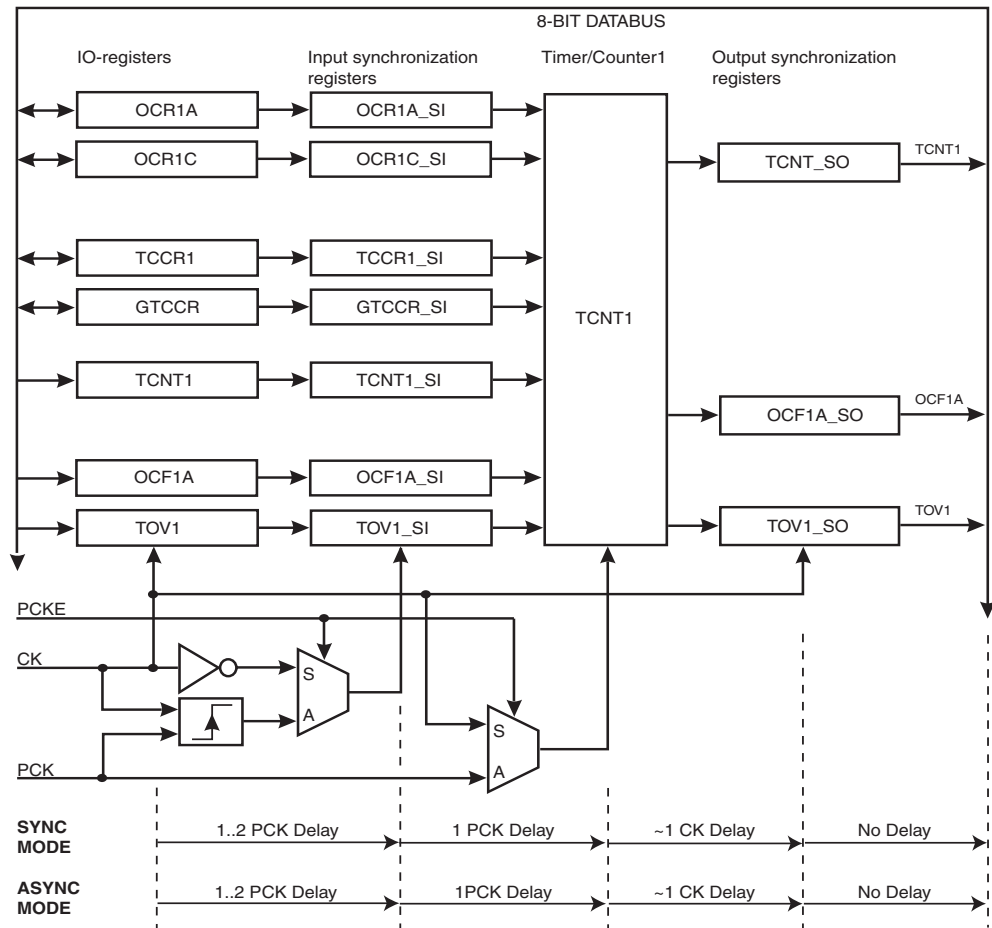 8-BIT DATABUS
IO-registers
Input synchronization
registers
Timer/Counter1
Output synchronization
registers
OCR1A
OCR1A_SI
OCR1C
OCR1C_SI
TCNT_SO
TCNT1
TCCR1
TCCR1_SI
GTCCR
GTCCR_SI
TCNT1
TCNT1
TCNT1_SI
OCF1A_SO
OCF1A
OCF1A
OCF1A_SI
TOV1
TOV1_SI
TOV1_SO
TOV1
PCKE
CK
S
A
S
A
PCK
SYNC
MODE
1..2 PCK Delay
1 PCK Delay
~1 CK Delay
No Delay
ASYNC
MODE
1..2 PCK Delay
1PCK Delay
~1 CK Delay
No Delay